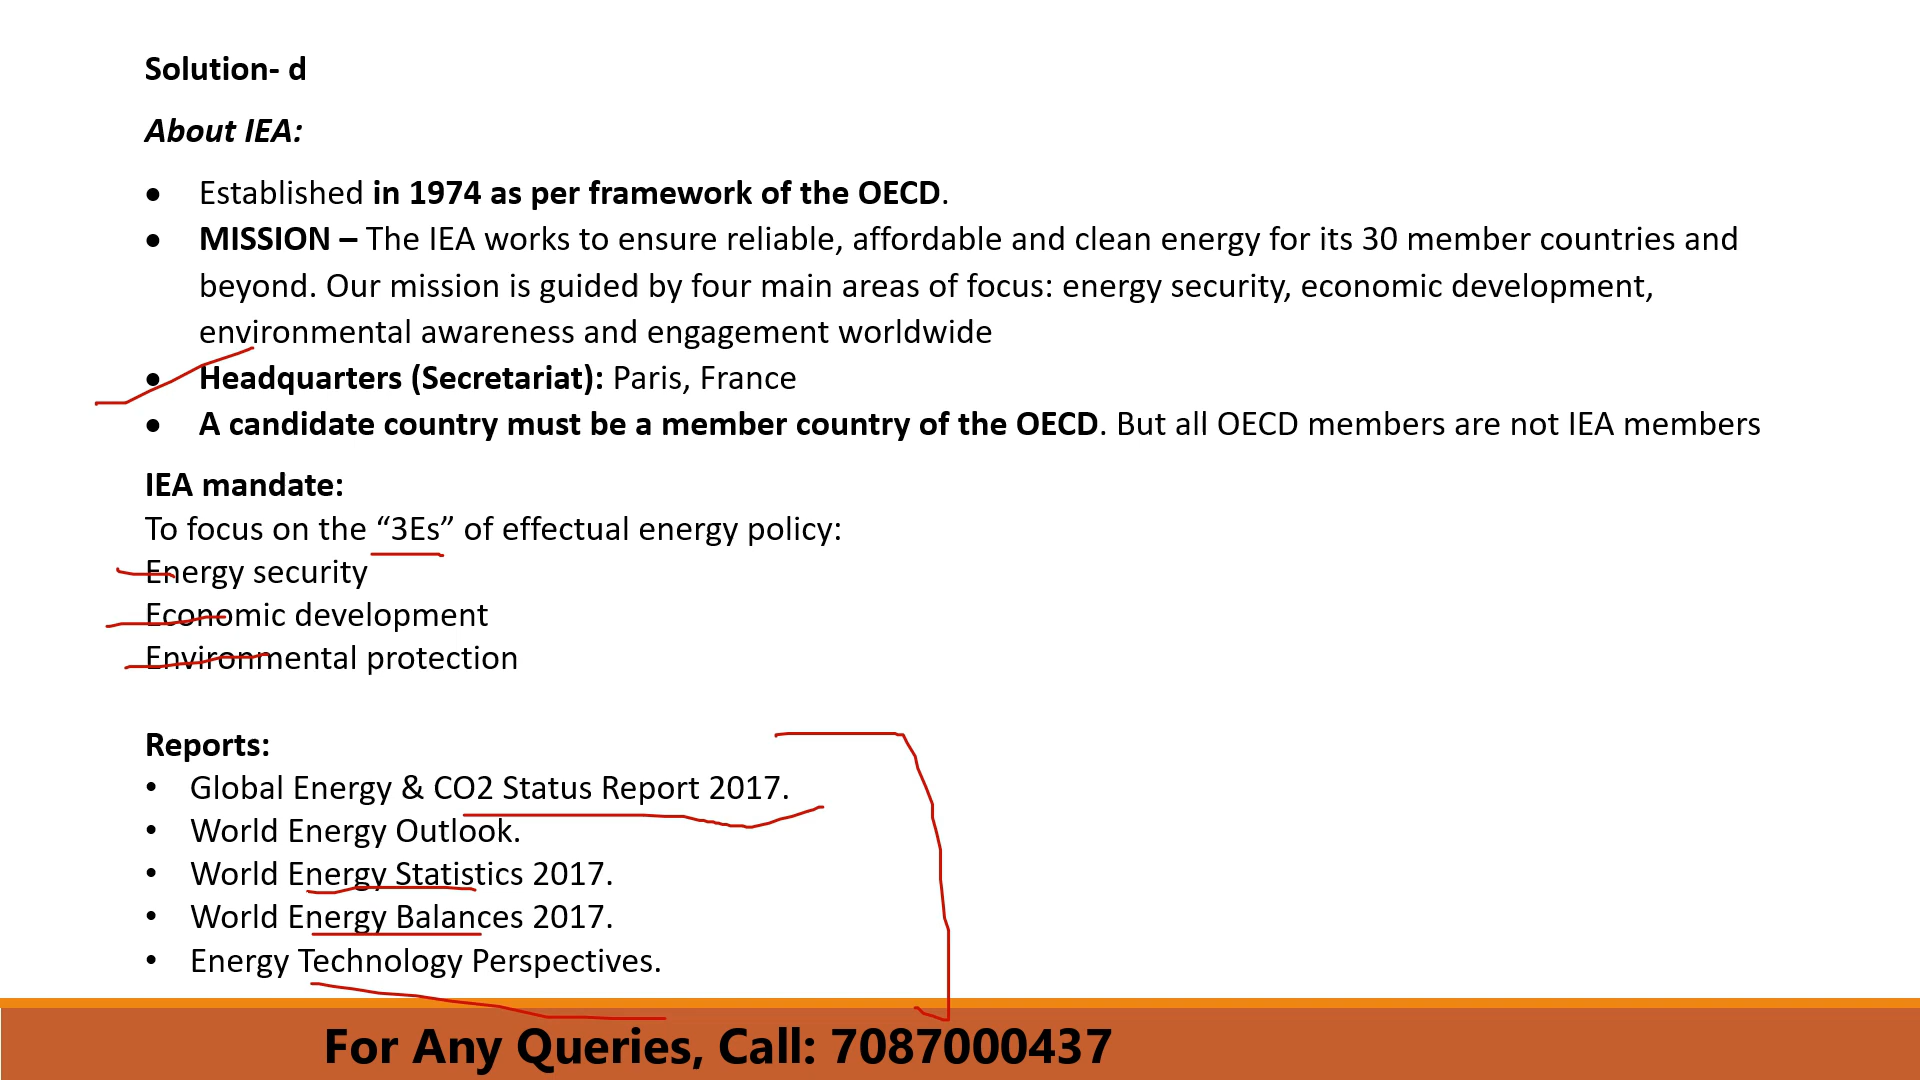 Solution- d
About IEA:
• Established in 1974 as per framework of the OECD.
• MISSION – The IEA works to ensure reliable, affordable and clean energy for its 30 member countries and
beyond. Our mission is guided by four main areas of focus: energy security, economic development,
environmental awareness and engagement worldwide
• Headquarters (Secretariat): Paris, France
• A candidate country must be a member country of the OECD. But all OECD members are not IEA members
IEA mandate:
To focus on the “3Es” of effectual energy policy:
Energy security
Economic development
Environmental protection
Reports:
• Global Energy & CO2 Status Report 2017.
• World Energy Outlook.
• World Energy Statistics 2017.
• World Energy Balances 2017.
• Energy Technology Perspectives.
For Any Queries, Call: 7087000437